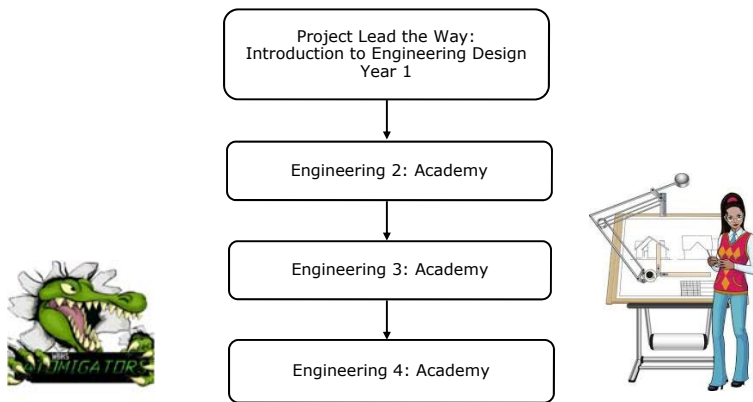 Project Lead the Way:
Introduction to Engineering Design
Year 1
Engineering 2: Academy
Engineering 3: Academy
Engineering 4: Academy